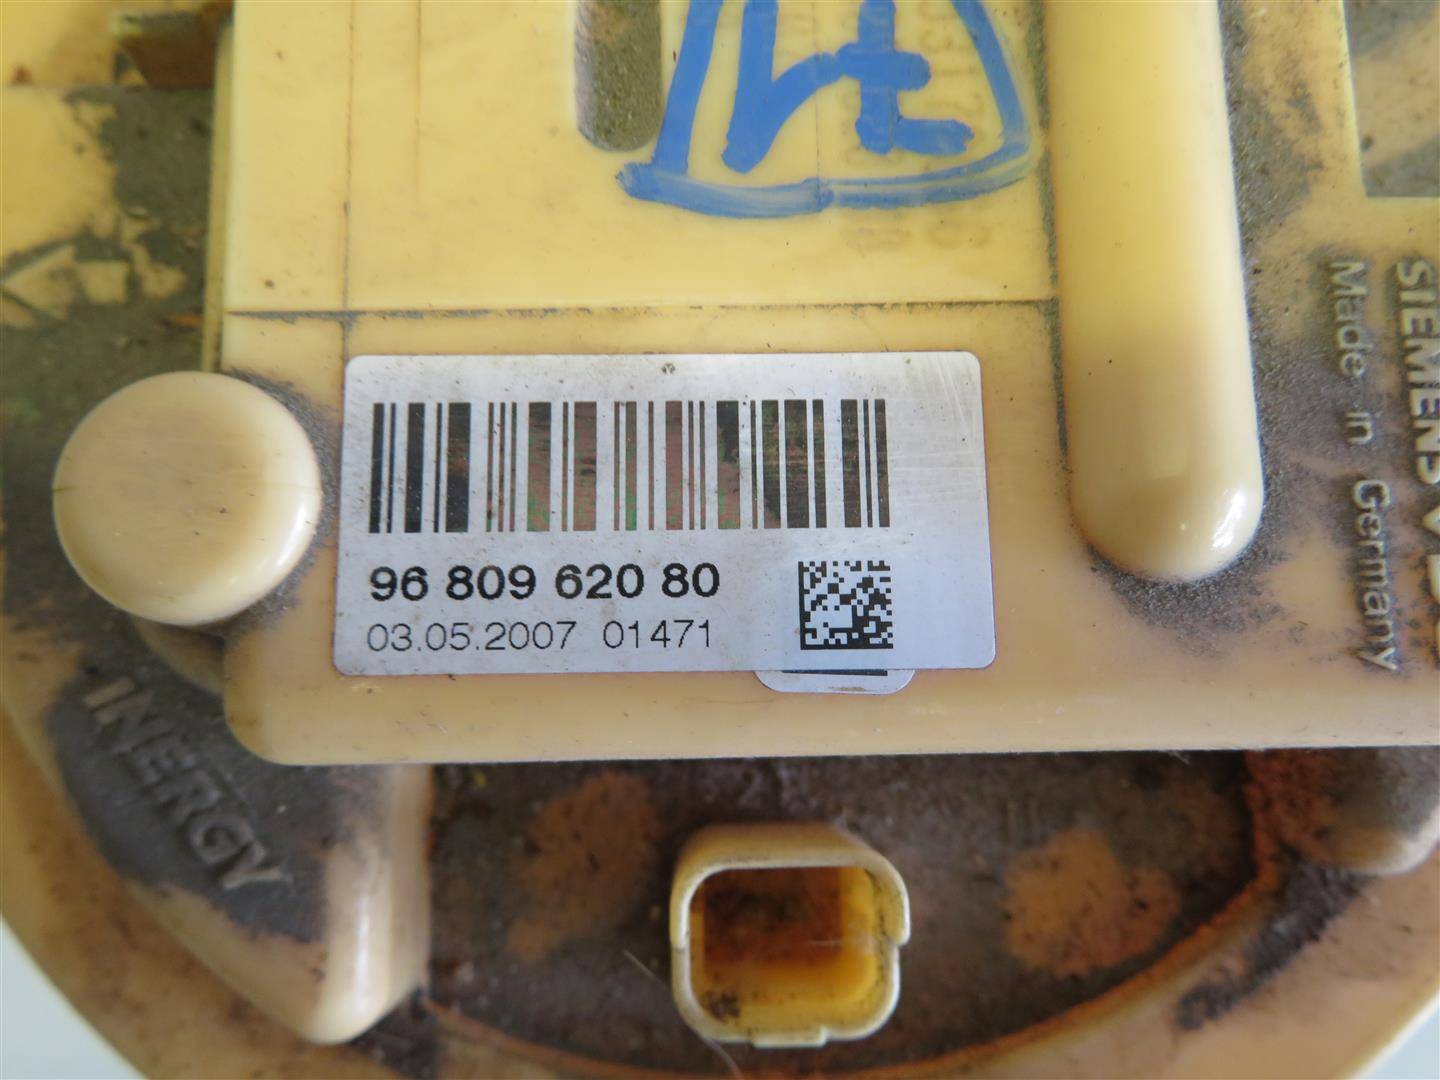 96 809 620 80
03.05.2007 01471
SIEMENS
Made in Germany
INERGY